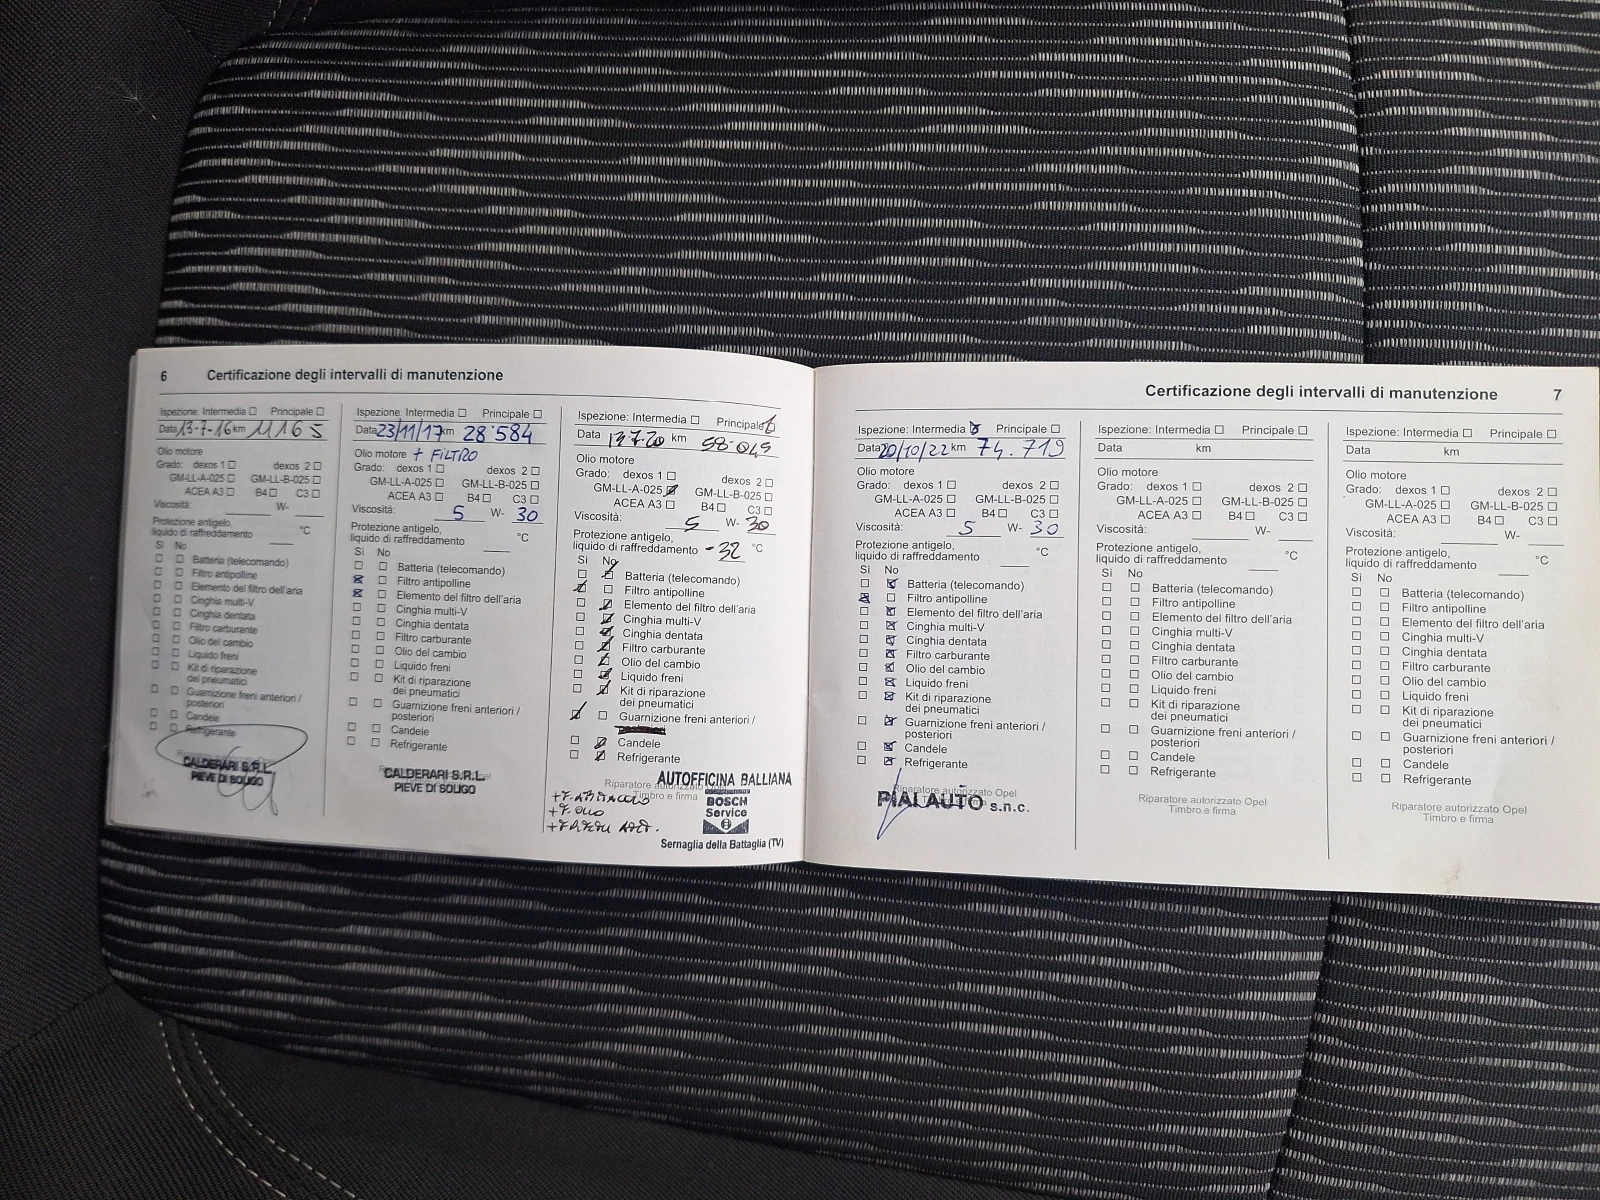 6 Certificazione degli intervalli di manutenzione
Ispezione: Intermedia ☐ Principale ☐
Data 13-7-16 km 11165
Olio motore
Grado: dexos 1 ☐ dexos 2 ☐
GM-LL-A-025 ☐ GM-LL-B-025 ☐
ACEA A3 ☐ B4 ☐ C3 ☐
Viscosità: W-
Protezione antigelo,
liquido di raffreddamento °C
Sì No
☐ ☐ Batteria (telecomando)
☐ ☐ Filtro antipolline
☐ ☐ Elemento del filtro dell'aria
☐ ☐ Cinghia multi-V
☐ ☐ Cinghia dentata
☐ ☐ Filtro carburante
☐ ☐ Olio del cambio
☐ ☐ Liquido freni
☐ ☐ Kit di riparazione
dei pneumatici
☐ ☐ Guarnizione freni anteriori /
posteriori
☐ ☐ Candele
☐ ☐ Refrigerante
CALDERARI S.R.L.
PIEVE DI SOLIGO
Ispezione: Intermedia ☐ Principale ☐
Data 23/11/17 km 28'584
Olio motore + FILTRO
Grado: dexos 1 ☐ dexos 2 ☐
GM-LL-A-025 ☐ GM-LL-B-025 ☐
ACEA A3 ☐ B4 ☐ C3 ☐
Viscosità: 5 W- 30
Protezione antigelo,
liquido di raffreddamento °C
Sì No
☐ ☐ Batteria (telecomando)
☒ ☐ Filtro antipolline
☒ ☐ Elemento del filtro dell'aria
☐ ☐ Cinghia multi-V
☐ ☐ Cinghia dentata
☐ ☐ Filtro carburante
☐ ☐ Olio del cambio
☐ ☐ Liquido freni
☐ ☐ Kit di riparazione
dei pneumatici
☐ ☐ Guarnizione freni anteriori /
posteriori
☐ ☐ Candele
☐ ☐ Refrigerante
CALDERARI S.R.L.
PIEVE DI SOLIGO
Ispezione: Intermedia ☐ Principale
Data 13-7-20 km 58.045
Olio motore
Grado: dexos 1 ☐ dexos 2 ☐
GM-LL-A-025 ☒ GM-LL-B-025 ☐
ACEA A3 ☐ B4 ☐ C3 ☐
Viscosità: 5 W- 30
Protezione antigelo,
liquido di raffreddamento -32 °C
Sì No
☐ ☒ Batteria (telecomando)
☒ ☐ Filtro antipolline
☐ ☒ Elemento del filtro dell'aria
☐ ☒ Cinghia multi-V
☐ ☒ Cinghia dentata
☐ ☒ Filtro carburante
☐ ☒ Olio del cambio
☐ ☒ Liquido freni
☐ ☒ Kit di riparazione
dei pneumatici
☒ ☐ Guarnizione freni anteriori /
☐ ☒ Candele
☐ ☒ Refrigerante
Riparatore autorizzato Opel
Timbro e firma
AUTOFFICINA BALLIANA
BOSCH
Service
Sernaglia della Battaglia (TV)
Certificazione degli intervalli di manutenzione 7
Ispezione: Intermedia ☒ Principale ☐
Data 20/10/22 km 74.719
Olio motore
Grado: dexos 1 ☐ dexos 2 ☐
GM-LL-A-025 ☐ GM-LL-B-025 ☐
ACEA A3 ☐ B4 ☐ C3 ☐
Viscosità: 5 W- 30
Protezione antigelo,
liquido di raffreddamento °C
Sì No
☐ ☒ Batteria (telecomando)
☒ ☐ Filtro antipolline
☐ ☒ Elemento del filtro dell'aria
☐ ☒ Cinghia multi-V
☐ ☒ Cinghia dentata
☐ ☒ Filtro carburante
☐ ☒ Olio del cambio
☐ ☒ Liquido freni
☐ ☒ Kit di riparazione
dei pneumatici
☐ ☒ Guarnizione freni anteriori /
posteriori
☐ ☒ Candele
☐ ☒ Refrigerante
Riparatore autorizzato Opel
Timbro e firma
PIALAUTO s.n.c.
Ispezione: Intermedia ☐ Principale ☐
Data km
Olio motore
Grado: dexos 1 ☐ dexos 2 ☐
GM-LL-A-025 ☐ GM-LL-B-025 ☐
ACEA A3 ☐ B4 ☐ C3 ☐
Viscosità: W-
Protezione antigelo,
liquido di raffreddamento °C
Sì No
☐ ☐ Batteria (telecomando)
☐ ☐ Filtro antipolline
☐ ☐ Elemento del filtro dell'aria
☐ ☐ Cinghia multi-V
☐ ☐ Cinghia dentata
☐ ☐ Filtro carburante
☐ ☐ Olio del cambio
☐ ☐ Liquido freni
☐ ☐ Kit di riparazione
dei pneumatici
☐ ☐ Guarnizione freni anteriori /
posteriori
☐ ☐ Candele
☐ ☐ Refrigerante
Riparatore autorizzato Opel
Timbro e firma
Ispezione: Intermedia ☐ Principale ☐
Data km
Olio motore
Grado: dexos 1 ☐ dexos 2 ☐
GM-LL-A-025 ☐ GM-LL-B-025 ☐
ACEA A3 ☐ B4 ☐ C3 ☐
Viscosità: W-
Protezione antigelo,
liquido di raffreddamento °C
Sì No
☐ ☐ Batteria (telecomando)
☐ ☐ Filtro antipolline
☐ ☐ Elemento del filtro dell'aria
☐ ☐ Cinghia multi-V
☐ ☐ Cinghia dentata
☐ ☐ Filtro carburante
☐ ☐ Olio del cambio
☐ ☐ Liquido freni
☐ ☐ Kit di riparazione
dei pneumatici
☐ ☐ Guarnizione freni anteriori /
posteriori
☐ ☐ Candele
☐ ☐ Refrigerante
Riparatore autorizzato Opel
Timbro e firma